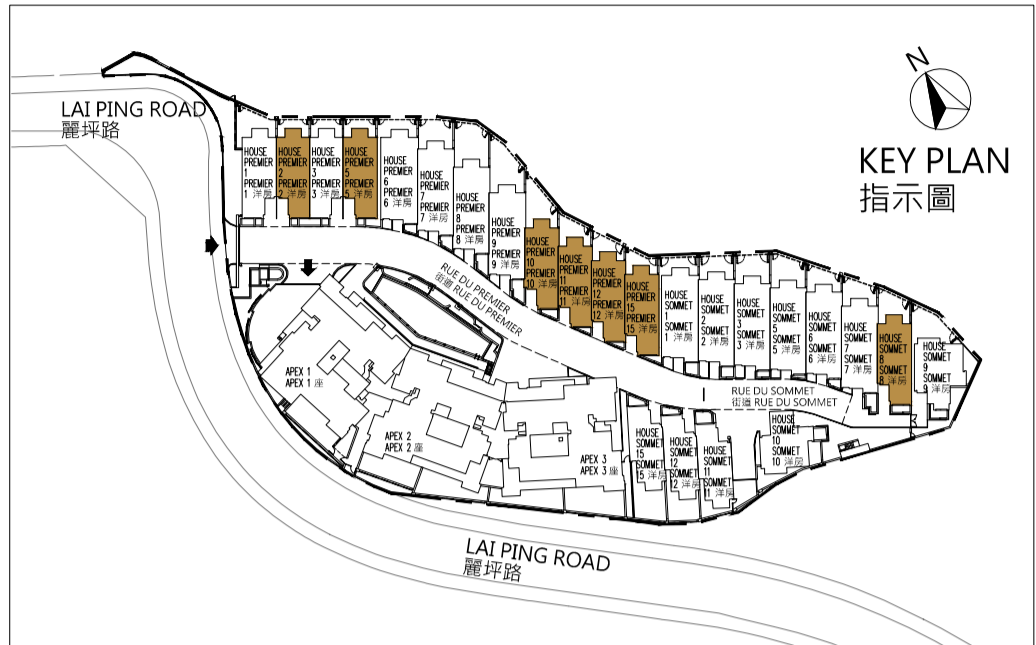 LAI PING ROAD
麗坪路
N
KEY PLAN
指示圖
HOUSE
PREMIER
1
PREMIER
1 洋房
HOUSE
PREMIER
2
PREMIER
2 洋房
HOUSE
PREMIER
3
PREMIER
3 洋房
HOUSE
PREMIER
5
PREMIER
5 洋房
HOUSE
PREMIER
6
PREMIER
6 洋房
HOUSE
PREMIER
7
PREMIER
7 洋房
HOUSE
PREMIER
8
PREMIER
8 洋房
HOUSE
PREMIER
9
PREMIER
9 洋房
HOUSE
PREMIER
10
PREMIER
10 洋房
HOUSE
PREMIER
11
PREMIER
11 洋房
HOUSE
PREMIER
12
PREMIER
12 洋房
HOUSE
PREMIER
15
PREMIER
15 洋房
HOUSE
SOMMET
1
SOMMET
1 洋房
HOUSE
SOMMET
2
SOMMET
2 洋房
HOUSE
SOMMET
3
SOMMET
3 洋房
HOUSE
SOMMET
5
SOMMET
5 洋房
HOUSE
SOMMET
6
SOMMET
6 洋房
HOUSE
SOMMET
7
SOMMET
7 洋房
HOUSE
SOMMET
8
SOMMET
8 洋房
HOUSE
SOMMET
9
SOMMET
9 洋房
RUE DU PREMIER
街道 RUE DU PREMIER
RUE DU SOMMET
街道 RUE DU SOMMET
APEX 1
APEX 1 座
APEX 2
APEX 2 座
APEX 3
APEX 3 座
HOUSE
SOMMET
15
SOMMET
15 洋房
HOUSE
SOMMET
12
SOMMET
12 洋房
HOUSE
SOMMET
11
SOMMET
11 洋房
HOUSE
SOMMET
10
SOMMET
10 洋房
LAI PING ROAD
麗坪路